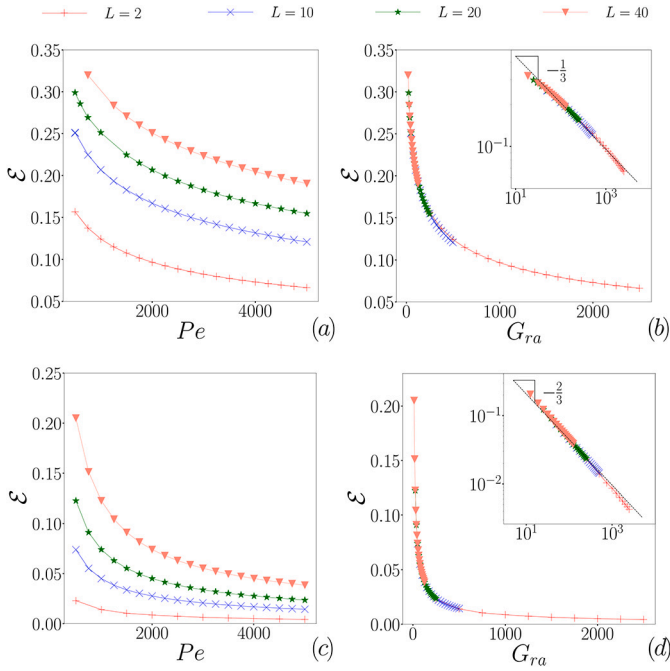 L = 2 L = 10 L = 20 L = 40
0.35
0.30
0.25
0.20
0.15
0.10
0.05
ℰ
2000 4000
Pe
(a)
0.35
0.30
0.25
0.20
0.15
0.10
0.05
ℰ
0 1000 2000
G_{ra}
(b)
-1/3
10^{-1}
10^1 10^3
0.25
0.20
0.15
0.10
0.05
0.00
ℰ
2000 4000
Pe
(c)
0.20
0.15
0.10
0.05
0.00
ℰ
0 1000 2000
G_{ra}
(d)
-2/3
10^{-1}
10^{-2}
10^1 10^3